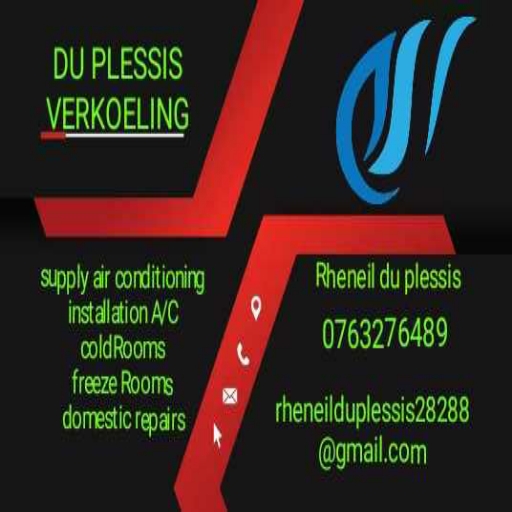 DU PLESSIS
VERKOELING
supply air conditioning
installation A/C
coldRooms
freeze Rooms
domestic repairs
Rheneil du plessis
0763276489
rheneilduplessis28288
@gmail.com